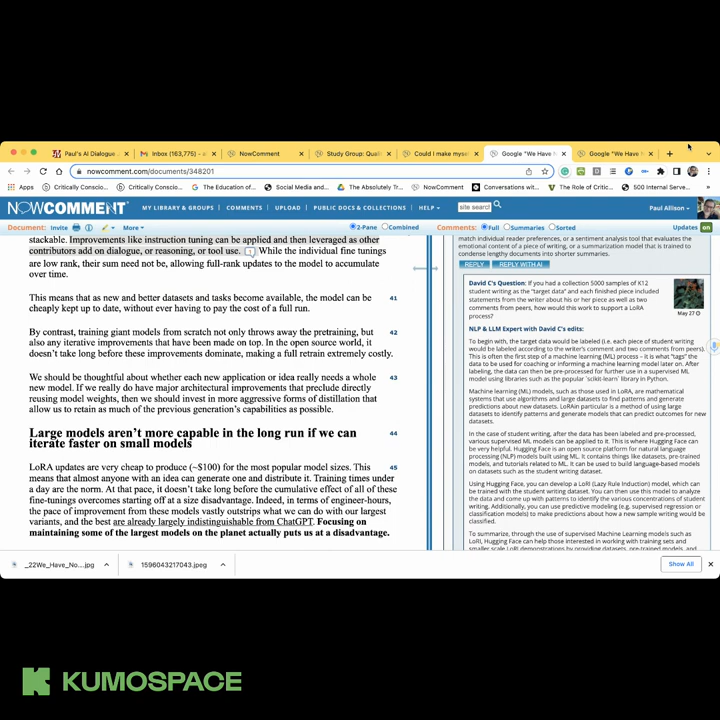 Paul's AI Dialogue
Inbox (163,775)
NowComment
Study Group: Quali
Could I make myse
Google "We Have N
Google "We Have N
nowcomment.com/documents/348201
Apps
Critically Conscio...
Critically Conscio...
The Education of...
Social Media and...
The Absolutely Tr...
NowComment
Conversations wit...
The Role of Critic...
500 Internal Serve...
NOWCOMMENT
MY LIBRARY & GROUPS
COMMENTS
UPLOAD
PUBLIC DOCS & COLLECTIONS
HELP
site search
Paul Allison
Document:
Invite
More
2-Pane
Combined
Comments:
Full
Summaries
Sorted
Updates
on
stackable. Improvements like instruction tuning can be applied and then leveraged as other
contributors add on dialogue, or reasoning, or tool use. 1 While the individual fine tunings
are low rank, their sum need not be, allowing full-rank updates to the model to accumulate
over time.
This means that as new and better datasets and tasks become available, the model can be 41
cheaply kept up to date, without ever having to pay the cost of a full run.
By contrast, training giant models from scratch not only throws away the pretraining, but 42
also any iterative improvements that have been made on top. In the open source world, it
doesn't take long before these improvements dominate, making a full retrain extremely costly.
We should be thoughtful about whether each new application or idea really needs a whole 43
new model. If we really do have major architectural improvements that preclude directly
reusing model weights, then we should invest in more aggressive forms of distillation that
allow us to retain as much of the previous generation's capabilities as possible.
Large models aren't more capable in the long run if we can 44
iterate faster on small models
LoRA updates are very cheap to produce (~$100) for the most popular model sizes. This 45
means that almost anyone with an idea can generate one and distribute it. Training times under
a day are the norm. At that pace, it doesn't take long before the cumulative effect of all of these
fine-tunings overcomes starting off at a size disadvantage. Indeed, in terms of engineer-hours,
the pace of improvement from these models vastly outstrips what we can do with our largest
variants, and the best are already largely indistinguishable from ChatGPT. Focusing on
maintaining some of the largest models on the planet actually puts us at a disadvantage.
match individual reader preferences, or a sentiment analysis tool that evaluates the
emotional impact of a given piece, or a summarization model that is trained to
condense lengthy documents into shorter summaries.
REPLY
REPLY WITH AI
David C's Question: If you had a collection 5000 samples of K12
student writing as the "target data" and each finished piece included
statements from the writer about his or her piece as well as two
comments from peers, how would this work to support a LoRA
process?
May 27
NLP & LLM Expert with David C's edits:
To begin with, the target data would be labeled (i.e. each piece of student writing
would be labeled according to the writer's comment and two comments from peers).
This is often the first step of a machine learning (ML) process – it is what "tags" the
data to be used for coaching or informing a machine learning model later on. After
labeling, the data can then be pre-processed for further use in a supervised ML
model using libraries such as the popular 'scikit-learn' library in Python.
Machine learning (ML) models, such as those used in LoRA, are mathematical
systems that use algorithms and large datasets to find patterns and generate
predictions about new datasets. LoRAin particular is a method of using large
datasets to identify patterns and generate models that can predict outcomes for new
datasets.
In the case of student writing, after the data has been labeled and pre-processed,
various supervised ML models can be applied to it. This is where Hugging Face can
be very helpful. Hugging Face is an open source platform for natural language
processing (NLP) models built using ML. It contains things like datasets, pre-trained
models, and tutorials related to ML. It can be used to build language-based models
on datasets such as the student writing dataset.
Using Hugging Face, you can develop a LoRI (Lazy Rule Induction) model, which
can be trained with the student writing dataset. You can then use this model to analyze
the data and come up with patterns to identify the various concentrations of student
writing. Additionally, you can use predictive modeling (e.g. supervised regression or
classification models) to make predictions about how a new sample writing would be
classified.
To summarize, through the use of supervised Machine Learning models such as
LoRI, Hugging Face can help those interested in working with training sets and
smaller scale LoRI demonstrations by providing datasets, pre-trained models, and
_22We_Have_No....jpg
1596043217043.jpeg
Show All
KUMOSPACE